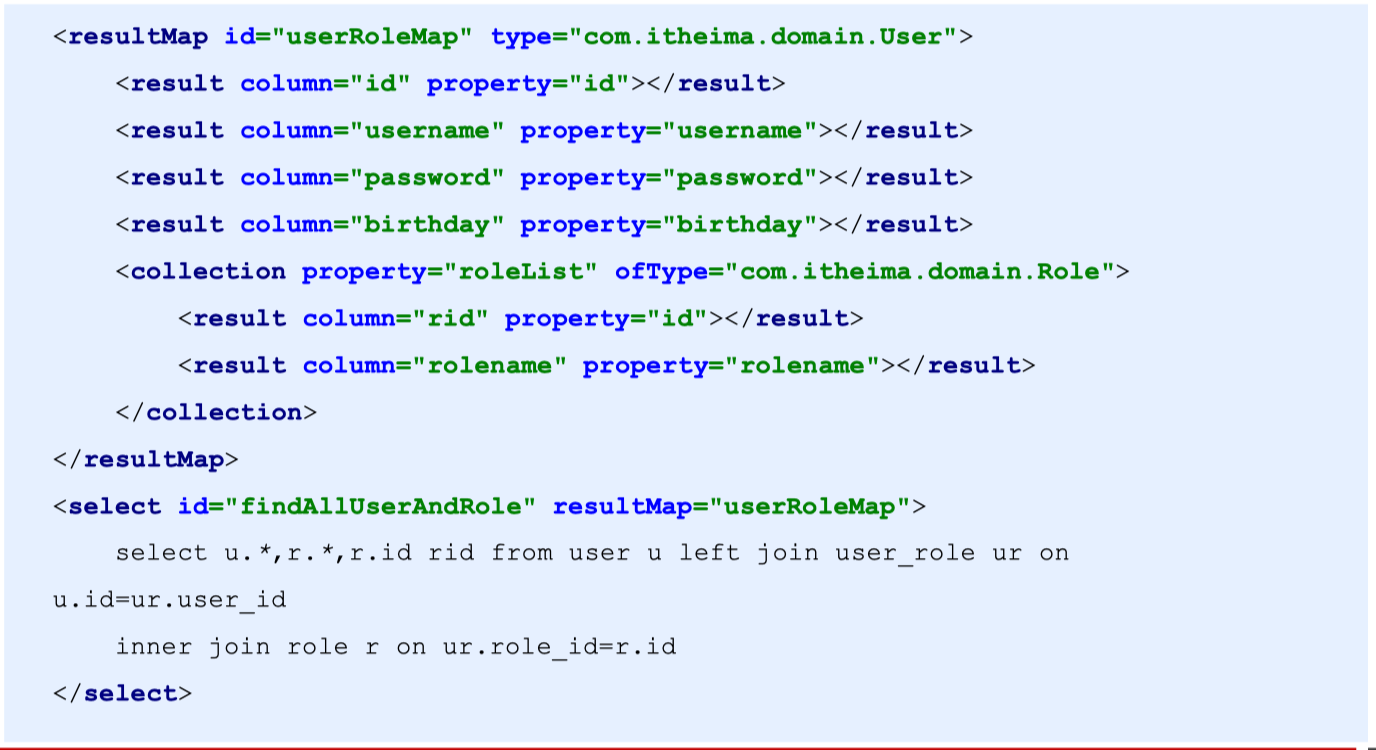 <resultMap id="userRoleMap" type="com.itheima.domain.User">
    <result column="id" property="id"></result>
    <result column="username" property="username"></result>
    <result column="password" property="password"></result>
    <result column="birthday" property="birthday"></result>
    <collection property="roleList" ofType="com.itheima.domain.Role">
        <result column="rid" property="id"></result>
        <result column="rolename" property="rolename"></result>
    </collection>
</resultMap>
<select id="findAllUserAndRole" resultMap="userRoleMap">
    select u.*,r.*,r.id rid from user u left join user_role ur on
u.id=ur.user_id
    inner join role r on ur.role_id=r.id
</select>